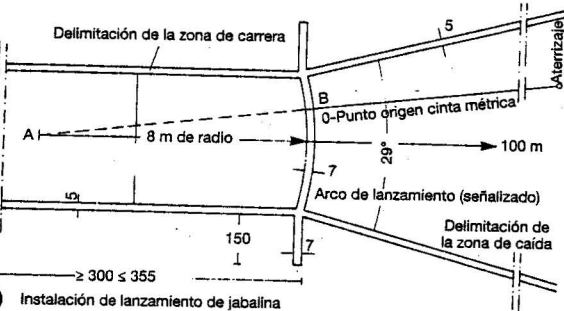 Delimitación de la zona de carrera
5
Aterrizaje
B
0-Punto origen cinta métrica
A
8 m de radio
29°
100 m
7
Arco de lanzamiento (señalizado)
5
Delimitación de
la zona de caída
150
7
≥ 300 ≤ 355
Instalación de lanzamiento de jabalina